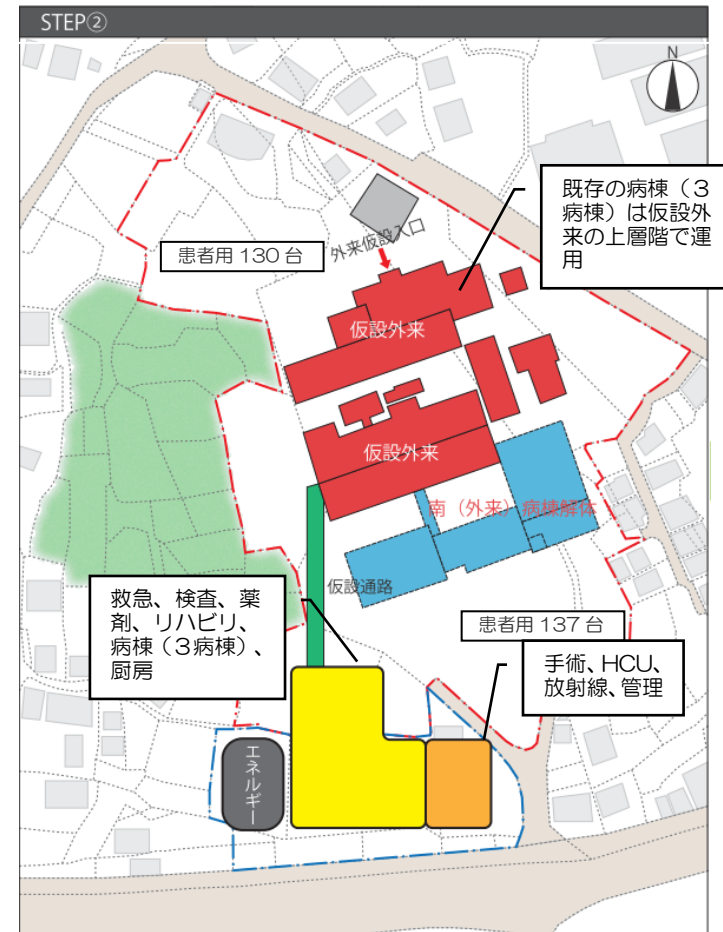 STEP②
N
既存の病棟（３
病棟）は仮設外
来の上層階で運
用
患者用 130 台
外来仮設入口
仮設外来
仮設外来
南（外来）病棟解体
仮設通路
救急、検査、薬
剤、リハビリ、
病棟（３病棟）、
厨房
患者用 137 台
手術、HCU、
放射線、管理
エネルギー